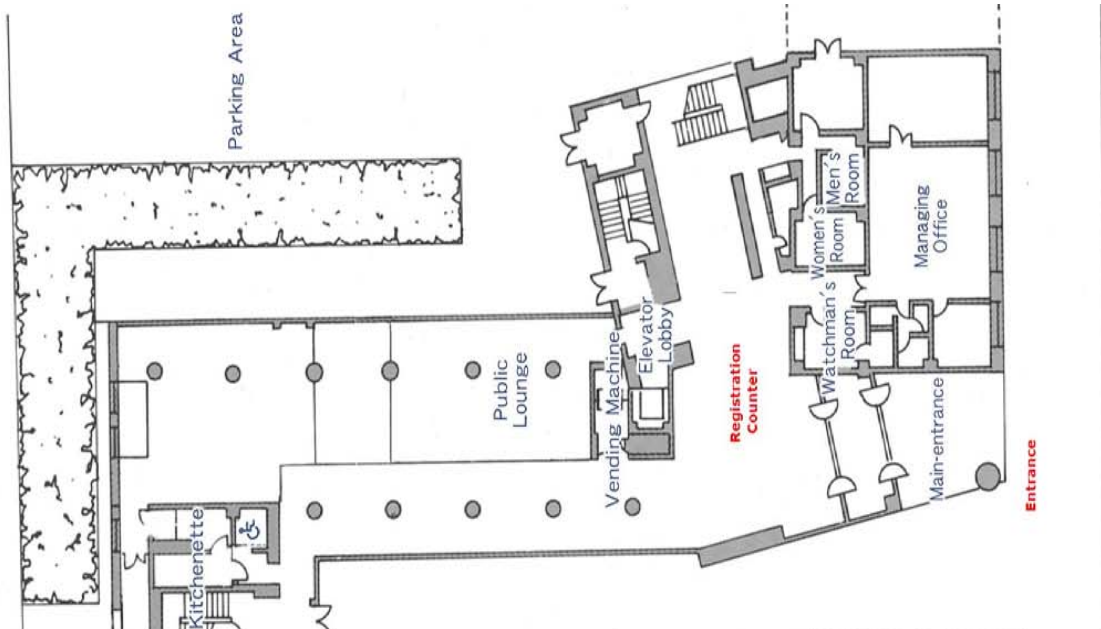 Parking Area
Public
Lounge
Vending Machine
Elevator
Lobby
Kitchenette
Registration
Counter
Watchman's
Room
Women's
Room
Men's
Room
Managing
Office
Main-entrance
Entrance